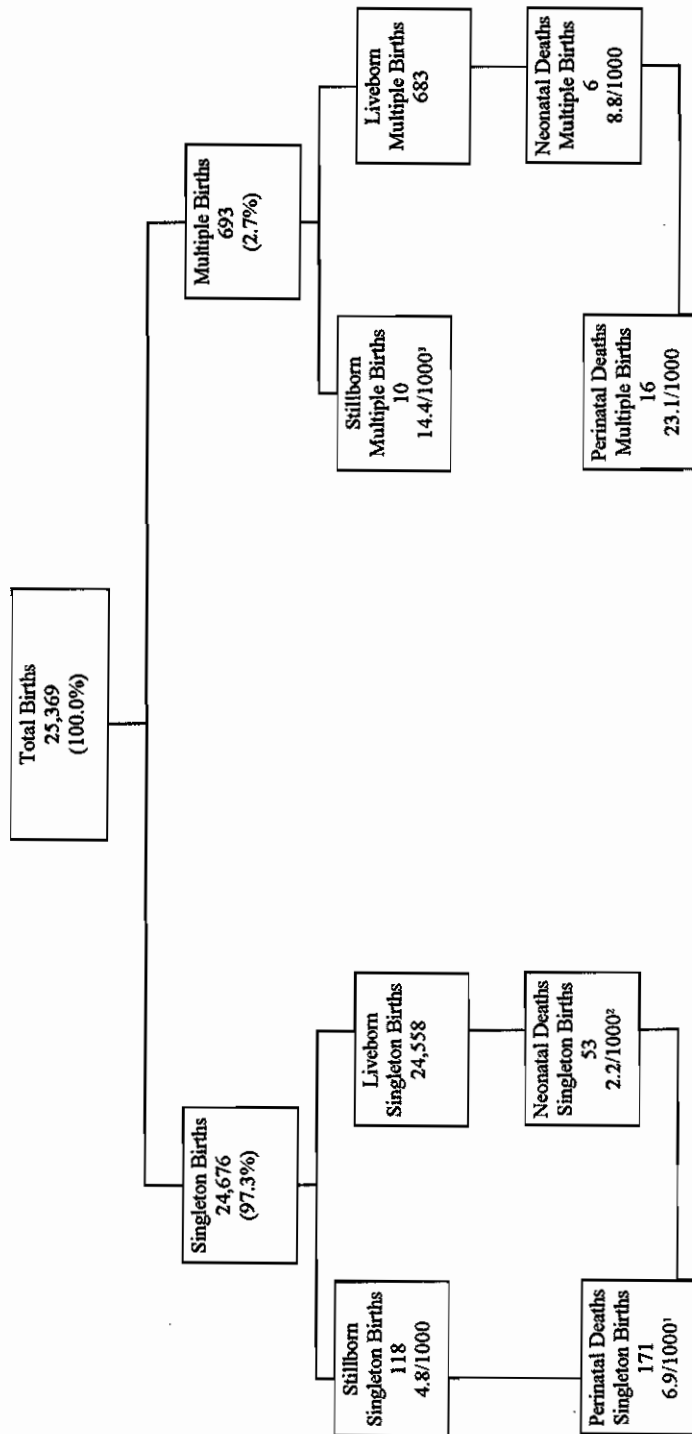 Total Births
25,369
(100.0%)
Singleton Births
24,676
(97.3%)
Multiple Births
693
(2.7%)
Stillborn
Singleton Births
118
4.8/1000
Liveborn
Singleton Births
24,558
Stillborn
Multiple Births
10
14.4/1000¹
Liveborn
Multiple Births
683
Neonatal Deaths
Singleton Births
53
2.2/1000²
Neonatal Deaths
Multiple Births
6
8.8/1000
Perinatal Deaths
Singleton Births
171
6.9/1000¹
Perinatal Deaths
Multiple Births
16
23.1/1000